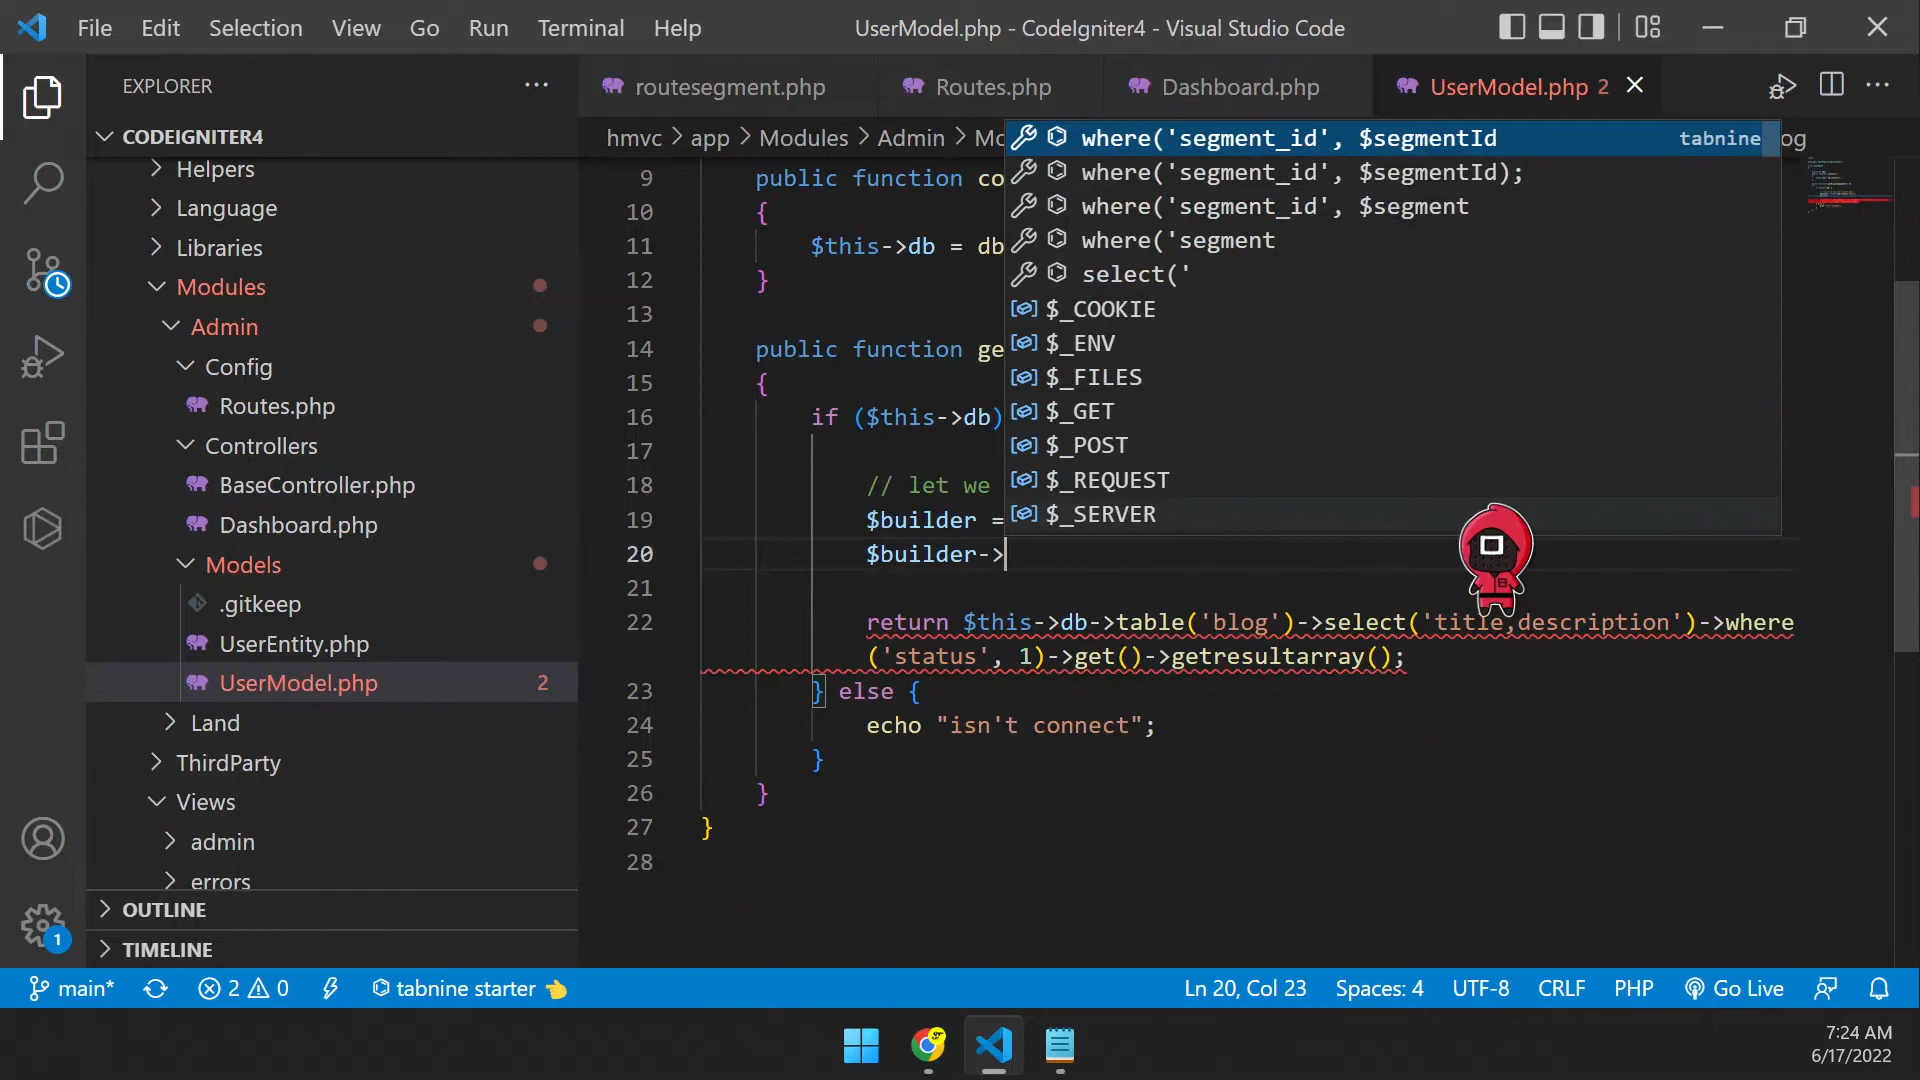 File Edit Selection View Go Run Terminal Help
UserModel.php - CodeIgniter4 - Visual Studio Code
EXPLORER
CODEIGNITER4
Helpers
Language
Libraries
Modules
Admin
Config
Routes.php
Controllers
BaseController.php
Dashboard.php
Models
.gitkeep
UserEntity.php
UserModel.php 2
Land
ThirdParty
Views
admin
errors
OUTLINE
TIMELINE
routesegment.php Routes.php Dashboard.php UserModel.php 2
hmvc > app > Modules > Admin > Mo
og
where('segment_id', $segmentId tabnine
where('segment_id', $segmentId);
where('segment_id', $segment
where('segment
select('
$_COOKIE
$_ENV
$_FILES
$_GET
$_POST
$_REQUEST
$_SERVER
9 public function co
10 {
11 $this->db = db
12 }
13
14 public function ge
15 {
16 if ($this->db)
17
18 // let we
19 $builder =
20 $builder->
21
22 return $this->db->table('blog')->select('title,description')->where
('status', 1)->get()->getresultarray();
23 } else {
24 echo "isn't connect";
25 }
26 }
27 }
28
1
main* 2 0 tabnine starter
Ln 20, Col 23 Spaces: 4 UTF-8 CRLF PHP Go Live
7:24 AM
6/17/2022